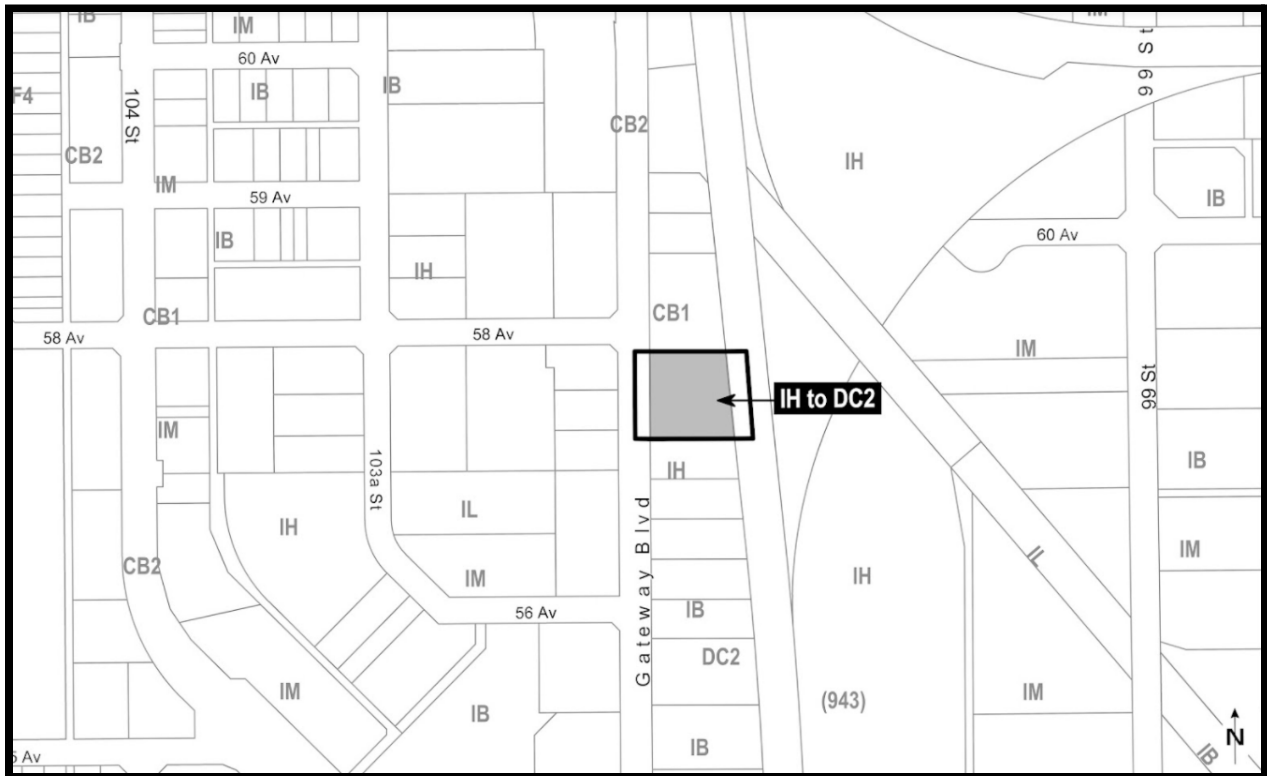 IB
IM
IM
60 Av
F4
IB
IB
104 St
99 St
CB2
CB2
IH
IM
59 Av
IB
IB
60 Av
IH
CB1
CB1
58 Av
58 Av
IM
IH to DC2
99 St
IM
103a St
IH
IB
IL
IH
Gateway Blvd
IL
IM
CB2
IM
IH
IB
56 Av
DC2
IM
IM
(943)
IB
IB
N
5 Av
IB